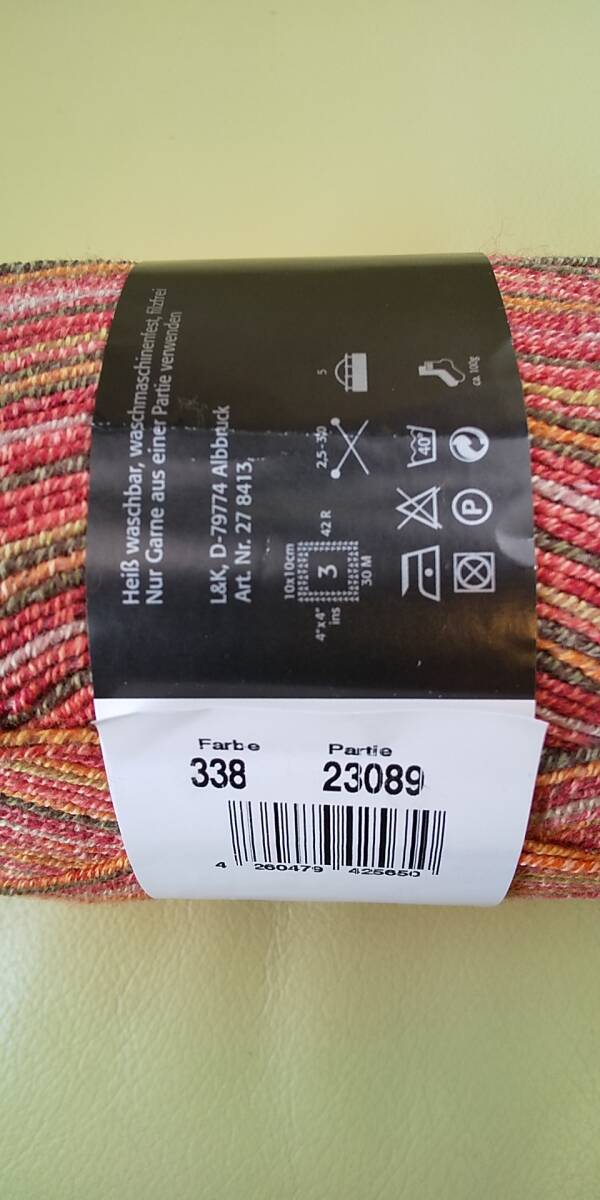 Heiß waschbar, waschmaschinenfest, filzfrei
Nur Garne aus einer Partie verwenden
L&K, D-79774 Albbruck
Art. Nr. 27 8413,
10x10cm
4"x4"
ins
3
42 R
30 M
2,5-3,0
5
40°
P
ca. 100g
Farbe
338
Partie
23089
4 260479 425650